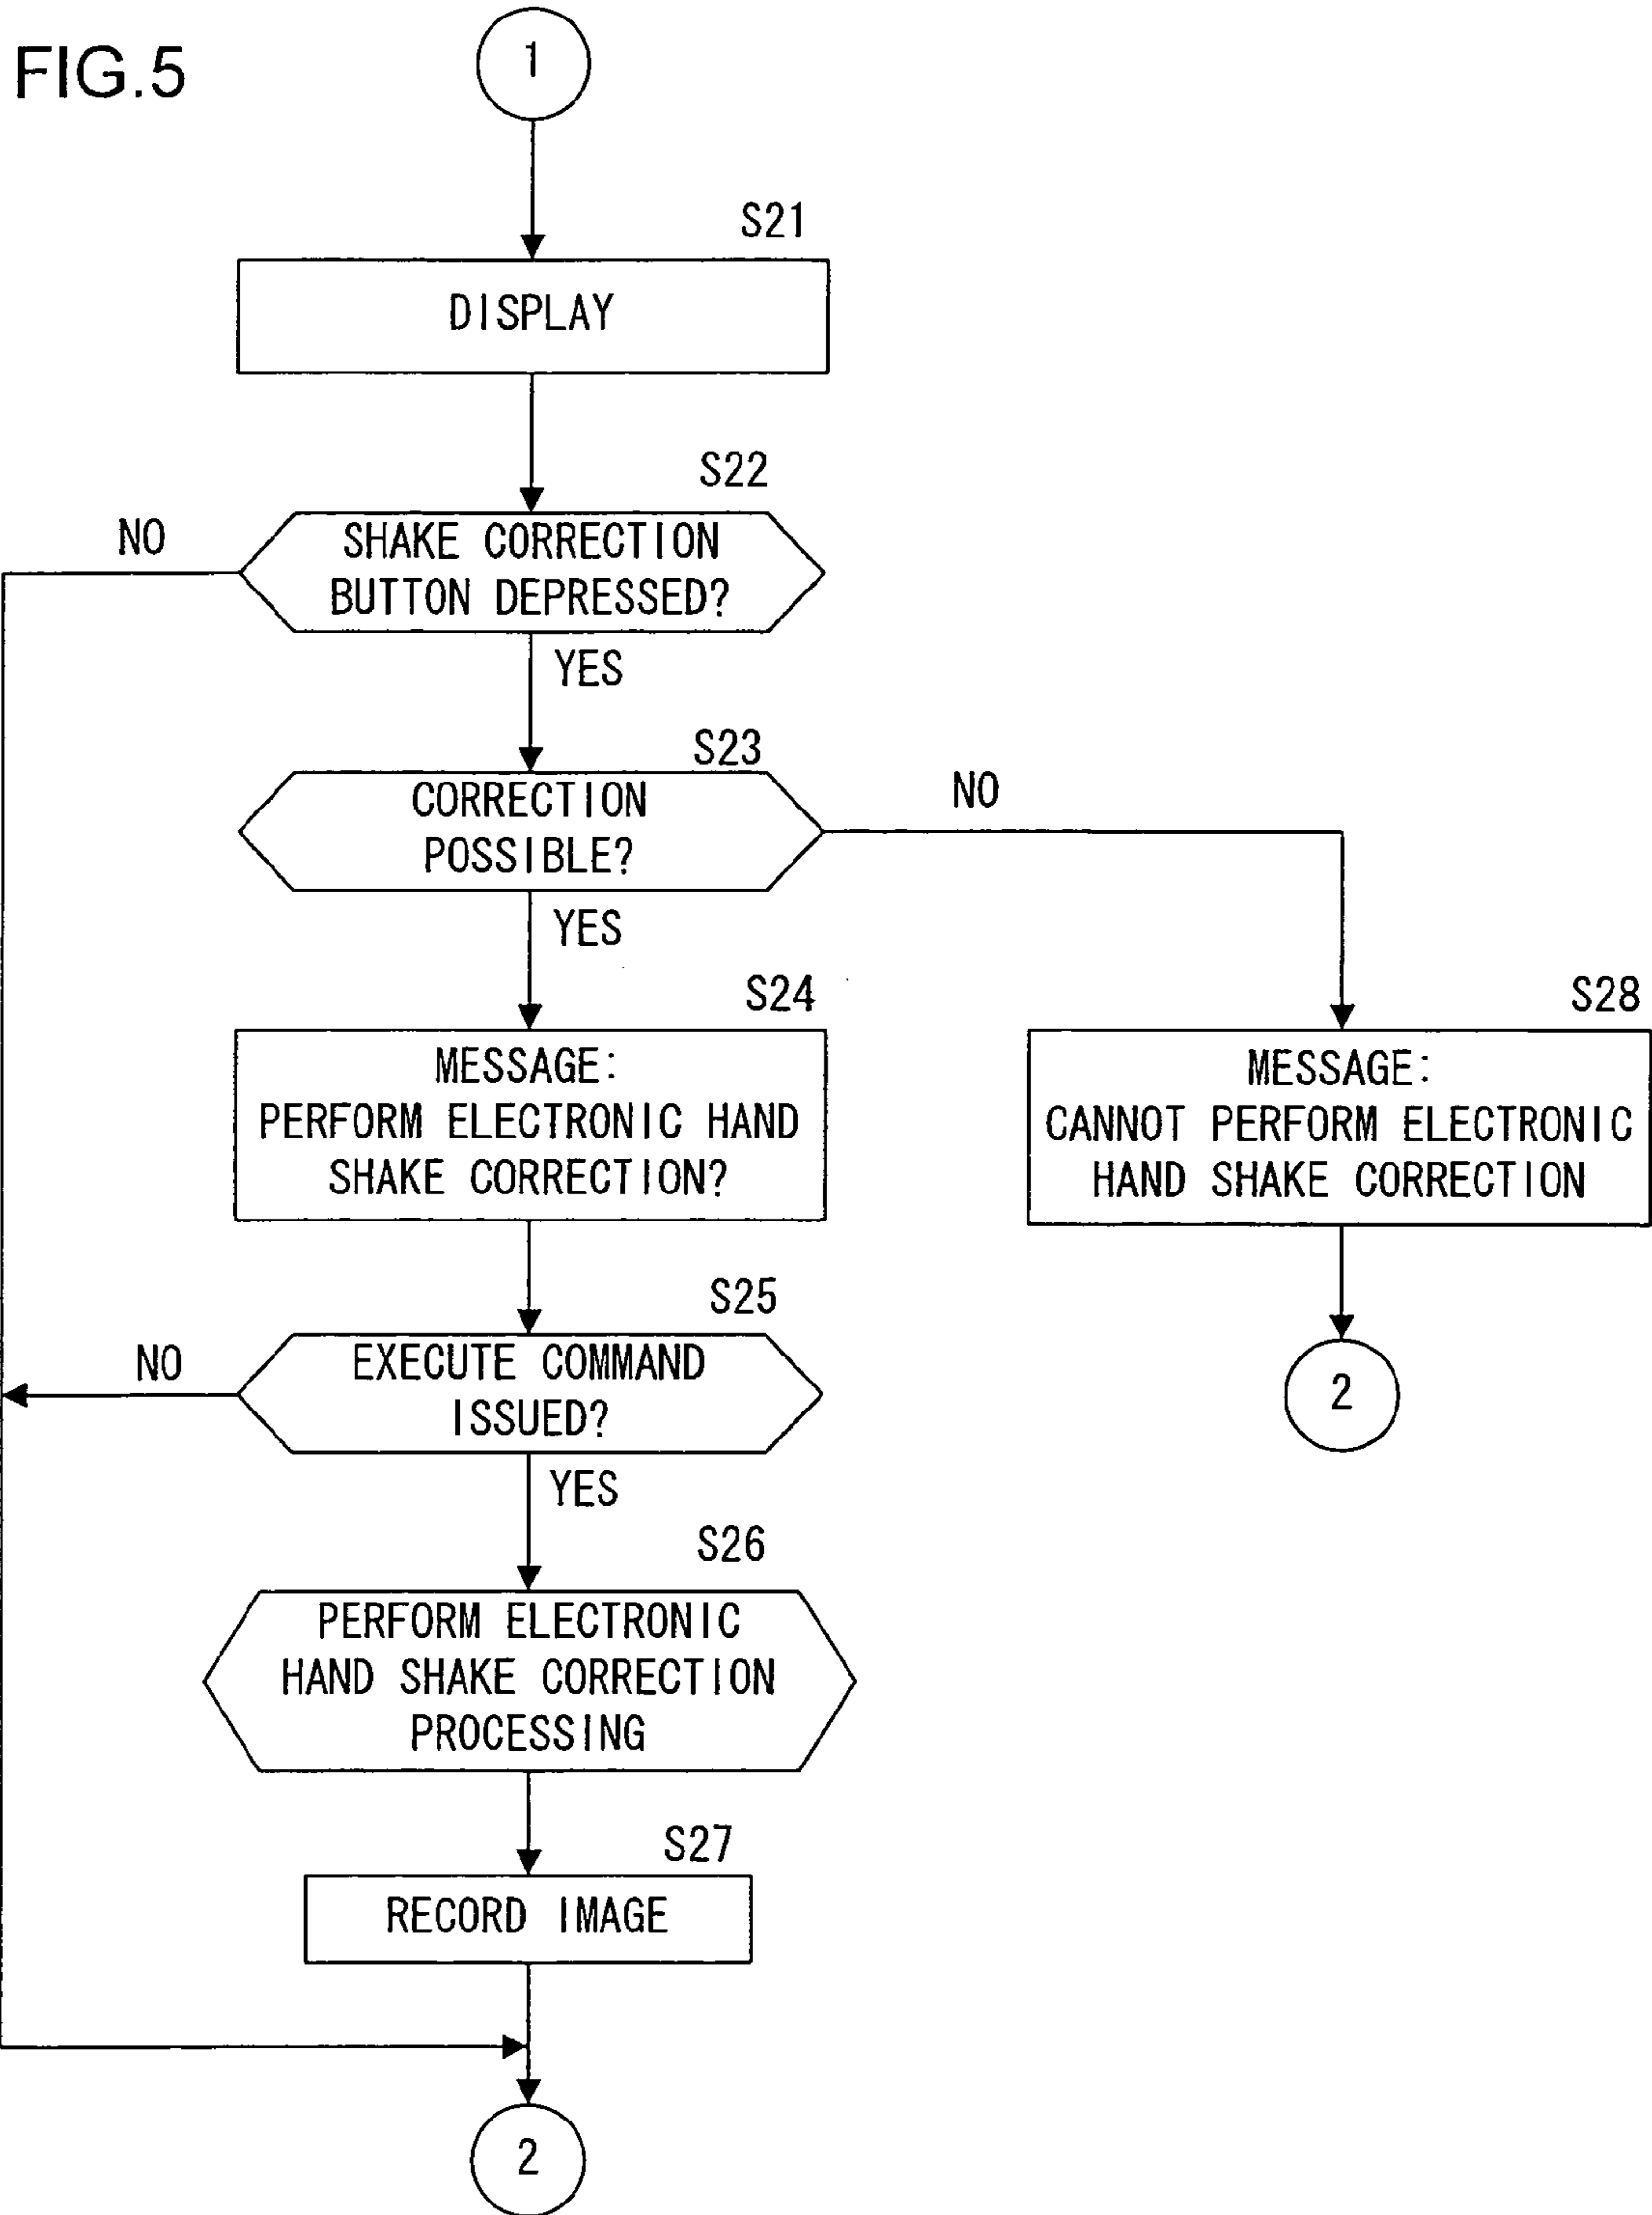 FIG.5
1
S21
DISPLAY
S22
NO
SHAKE CORRECTION
BUTTON DEPRESSED?
YES
S23
CORRECTION
POSSIBLE?
NO
YES
S24
MESSAGE:
PERFORM ELECTRONIC HAND
SHAKE CORRECTION?
S28
MESSAGE:
CANNOT PERFORM ELECTRONIC
HAND SHAKE CORRECTION
2
S25
NO
EXECUTE COMMAND
ISSUED?
YES
S26
PERFORM ELECTRONIC
HAND SHAKE CORRECTION
PROCESSING
S27
RECORD IMAGE
2